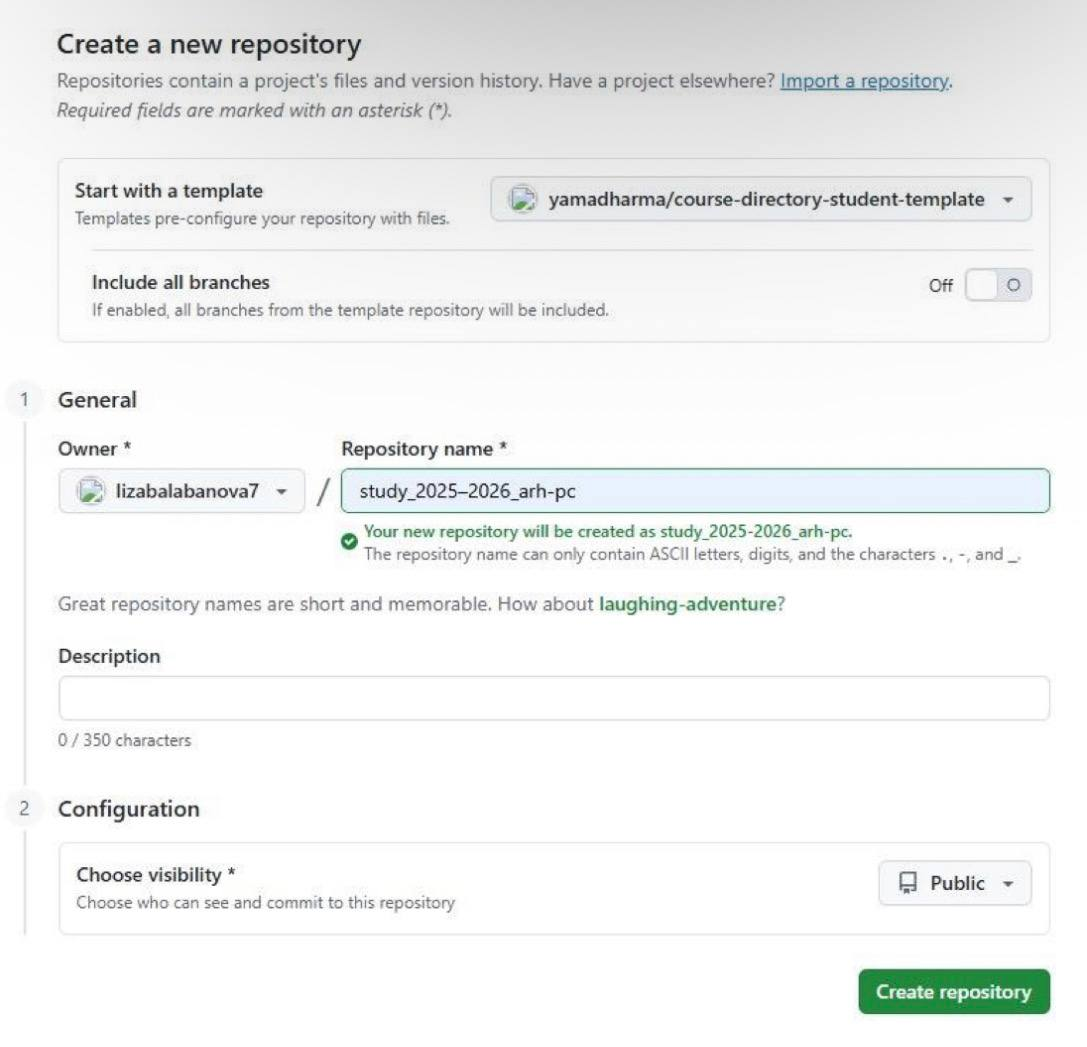 Create a new repository
Repositories contain a project's files and version history. Have a project elsewhere? Import a repository.
Required fields are marked with an asterisk (*).
Start with a template
Templates pre-configure your repository with files.
yamadharma/course-directory-student-template
Include all branches
If enabled, all branches from the template repository will be included.
Off
1 General
Owner *
Repository name *
lizabalabanova7 / study_2025–2026_arh-pc
Your new repository will be created as study_2025-2026_arh-pc.
The repository name can only contain ASCII letters, digits, and the characters ., -, and _.
Great repository names are short and memorable. How about laughing-adventure?
Description
0 / 350 characters
2 Configuration
Choose visibility *
Choose who can see and commit to this repository
Public
Create repository